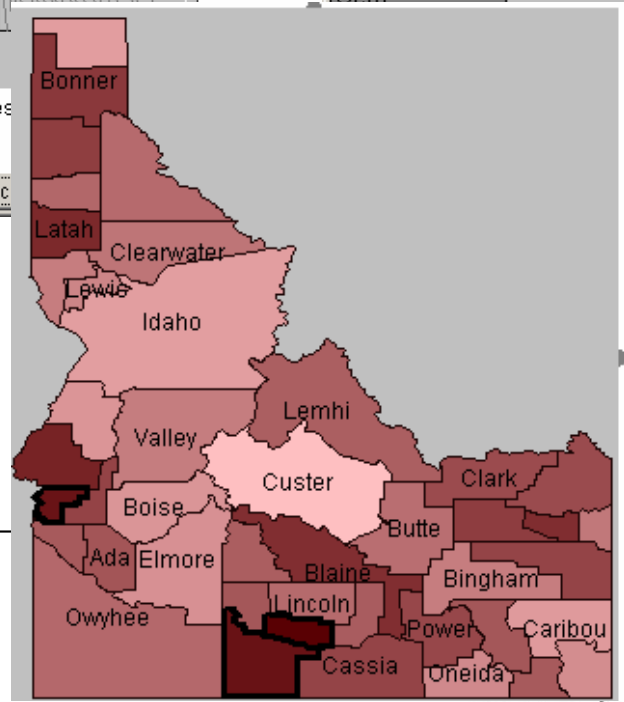 Bonner
Latah
Clearwater
Lewis
Idaho
Lemhi
Valley
Custer
Clark
Boise
Butte
Ada
Elmore
Blaine
Bingham
Lincoln
Owyhee
Power
Caribou
Cassia
Oneida